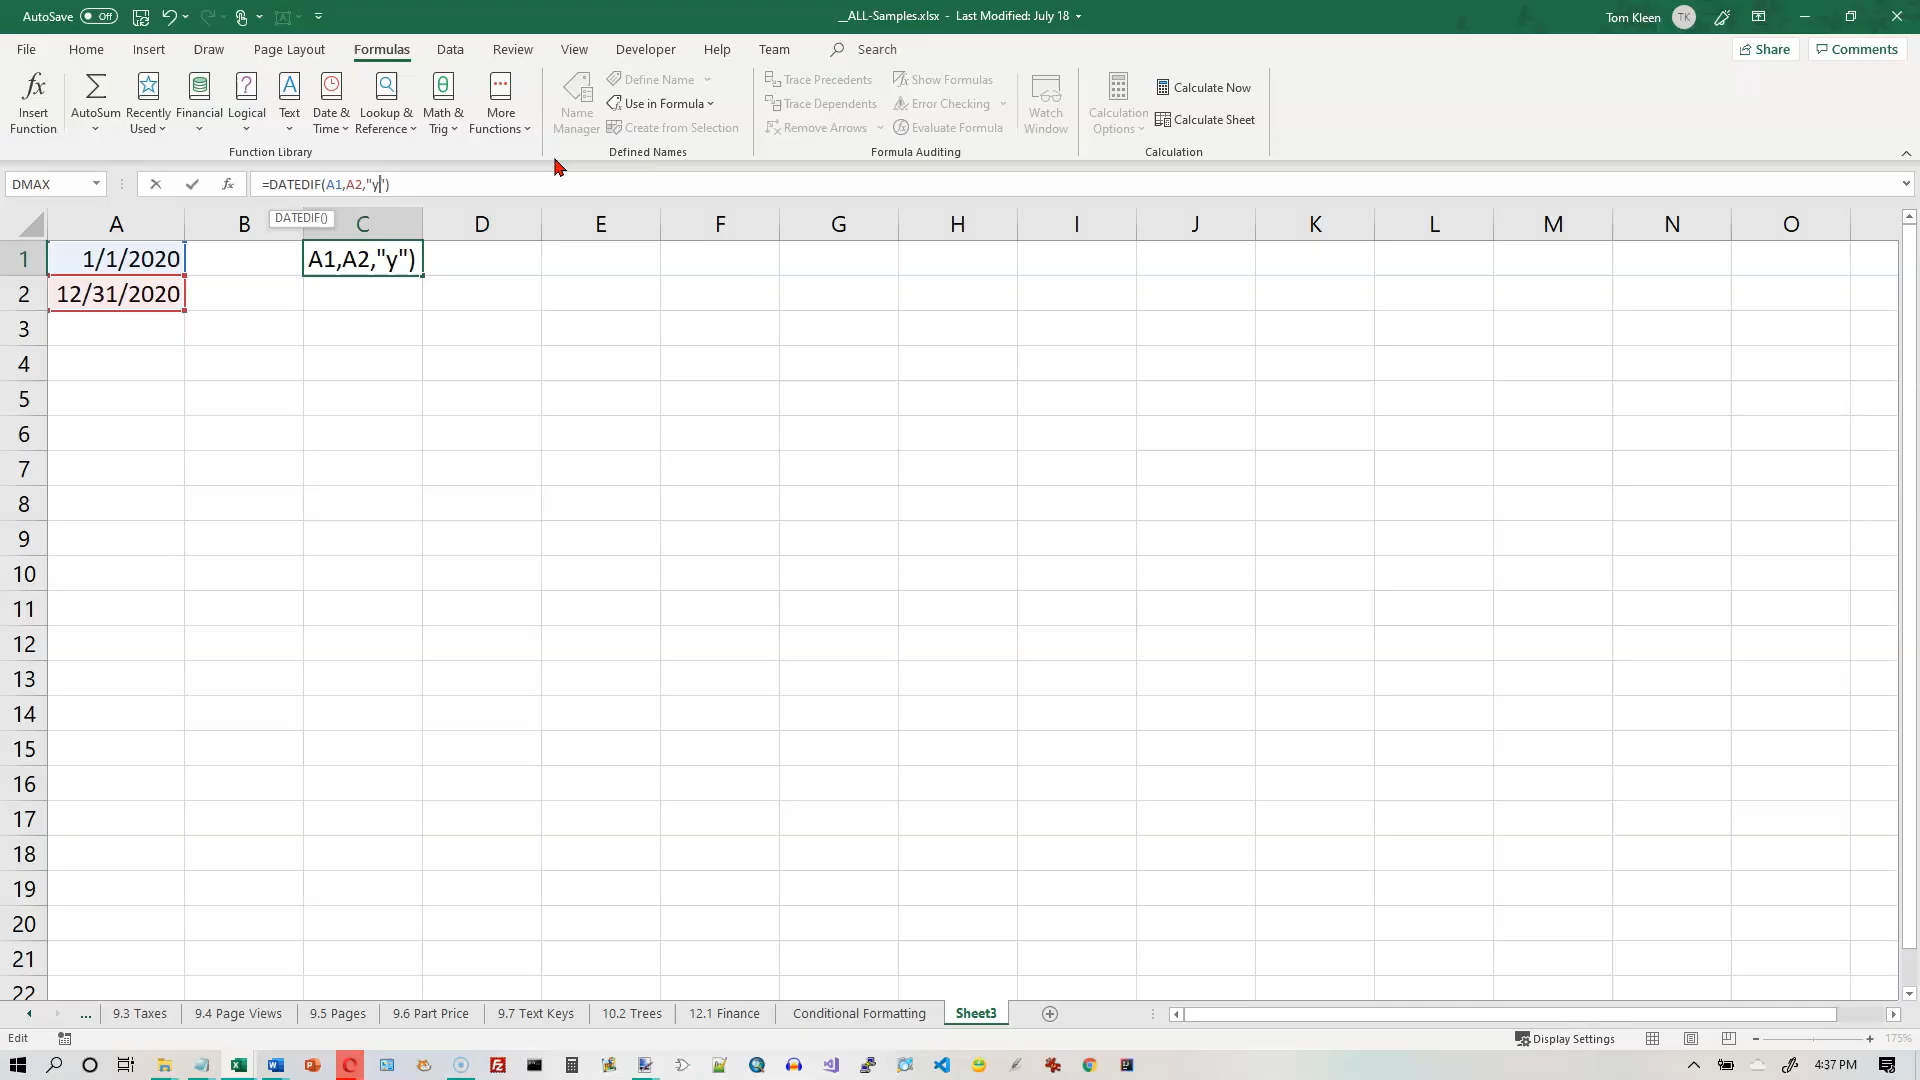 AutoSave Off
__ALL-Samples.xlsx - Last Modified: July 18
Tom Kleen TK
File Home Insert Draw Page Layout Formulas Data Review View Developer Help Team Search
Share Comments
Insert Function
AutoSum
Recently Used
Financial
Logical
Text
Date & Time
Lookup & Reference
Math & Trig
More Functions
Function Library
Name Manager
Define Name
Use in Formula
Create from Selection
Defined Names
Trace Precedents
Trace Dependents
Remove Arrows
Show Formulas
Error Checking
Evaluate Formula
Formula Auditing
Watch Window
Calculation Options
Calculate Now
Calculate Sheet
Calculation
DMAX fx =DATEDIF(A1,A2,"y")
DATEDIF()
A B C D E F G H I J K L M N O
1 1/1/2020 A1,A2,"y")
2 12/31/2020
3
4
5
6
7
8
9
10
11
12
13
14
15
16
17
18
19
20
21
22
... 9.3 Taxes 9.4 Page Views 9.5 Pages 9.6 Part Price 9.7 Text Keys 10.2 Trees 12.1 Finance Conditional Formatting Sheet3
Edit Display Settings 175%
4:37 PM